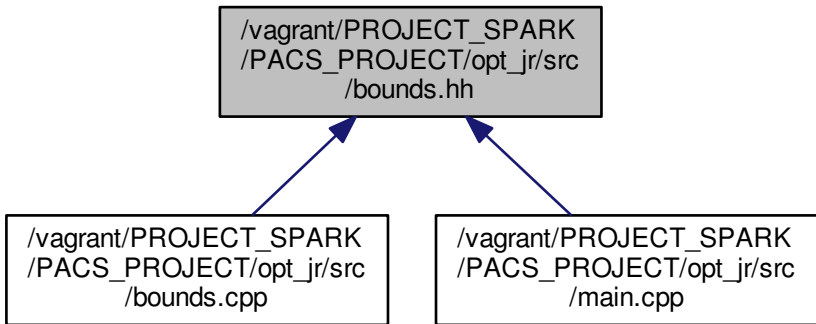 /vagrant/PROJECT_SPARK
/PACS_PROJECT/opt_jr/src
/bounds.hh
/vagrant/PROJECT_SPARK
/PACS_PROJECT/opt_jr/src
/bounds.cpp
/vagrant/PROJECT_SPARK
/PACS_PROJECT/opt_jr/src
/main.cpp